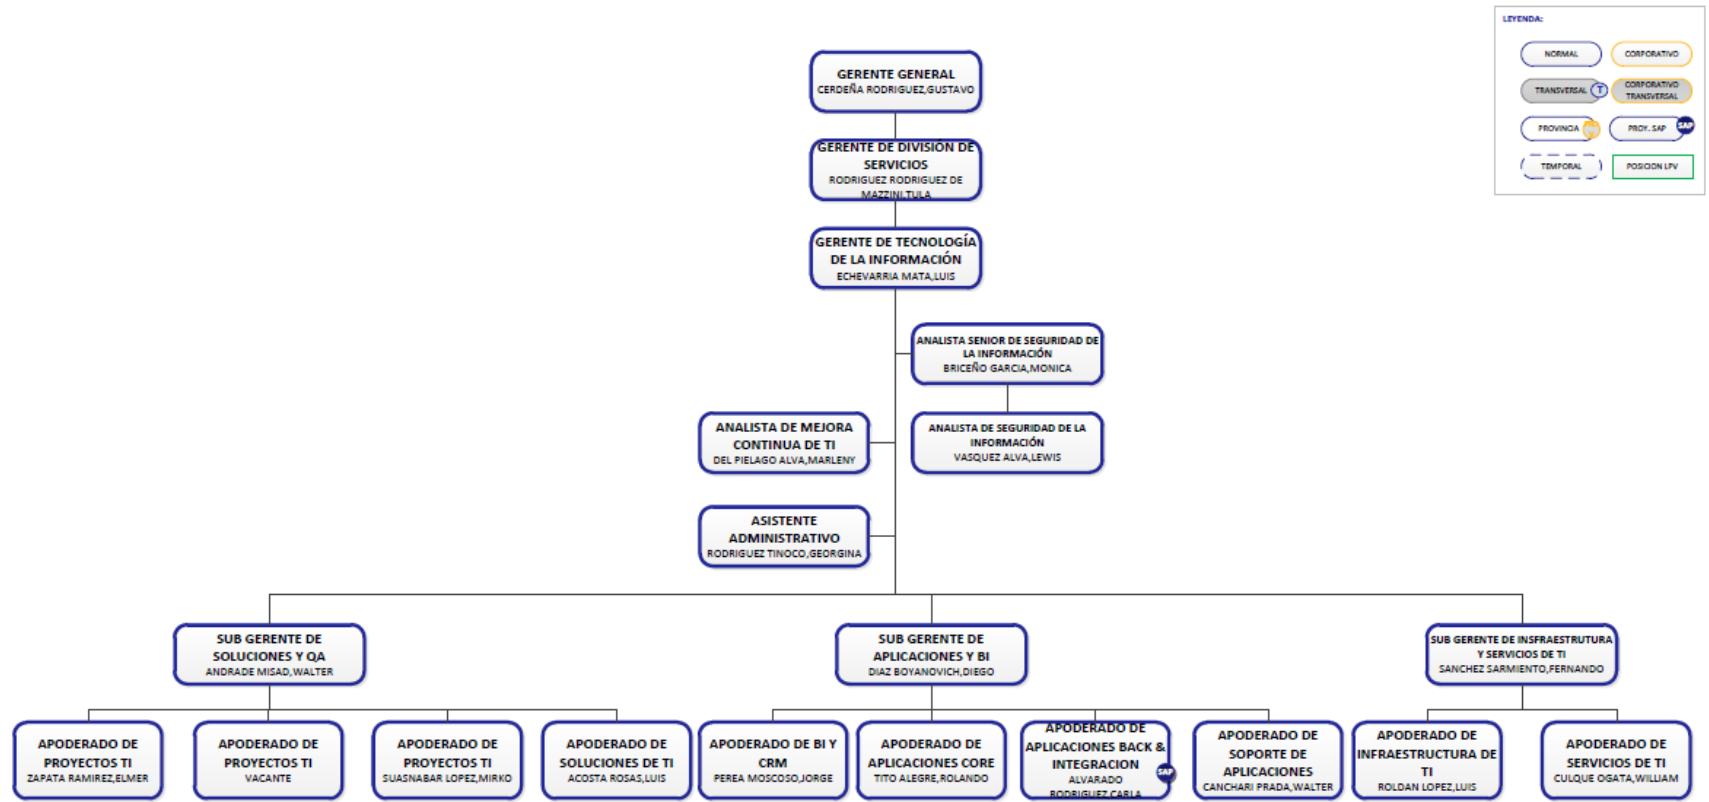 LEYENDA:
NORMAL
CORPORATIVO
TRANSVERSAL
T
CORPORATIVO
TRANSVERSAL
PROVINCIA
PROY. SAP
SAP
TEMPORAL
POSICION LPV
GERENTE GENERAL
CERDEÑA RODRIGUEZ,GUSTAVO
GERENTE DE DIVISIÓN DE
SERVICIOS
RODRIGUEZ RODRIGUEZ DE
MAZZINI,TULA
GERENTE DE TECNOLOGÍA
DE LA INFORMACIÓN
ECHEVARRIA MATA,LUIS
ANALISTA SENIOR DE SEGURIDAD DE
LA INFORMACIÓN
BRICEÑO GARCIA,MONICA
ANALISTA DE MEJORA
CONTINUA DE TI
DEL PIELAGO ALVA,MARLENY
ANALISTA DE SEGURIDAD DE LA
INFORMACIÓN
VASQUEZ ALVA,LEWIS
ASISTENTE
ADMINISTRATIVO
RODRIGUEZ TINOCO,GEORGINA
SUB GERENTE DE
SOLUCIONES Y QA
ANDRADE MISAD,WALTER
SUB GERENTE DE
APLICACIONES Y BI
DIAZ BOYANOVICH,DIEGO
SUB GERENTE DE INSFRAESTRUTURA
Y SERVICIOS DE TI
SANCHEZ SARMIENTO,FERNANDO
APODERADO DE
PROYECTOS TI
ZAPATA RAMIREZ,ELMER
APODERADO DE
PROYECTOS TI
VACANTE
APODERADO DE
PROYECTOS TI
SUASNABAR LOPEZ,MIRKO
APODERADO DE
SOLUCIONES DE TI
ACOSTA ROSAS,LUIS
APODERADO DE BI Y
CRM
PEREA MOSCOSO,JORGE
APODERADO DE
APLICACIONES CORE
TITO ALEGRE,ROLANDO
APODERADO DE
APLICACIONES BACK &
INTEGRACION
ALVARADO
RODRIGUEZ,CARLA
SAP
APODERADO DE
SOPORTE DE
APLICACIONES
CANCHARI PRADA,WALTER
APODERADO DE
INFRAESTRUCTURA DE
TI
ROLDAN LOPEZ,LUIS
APODERADO DE
SERVICIOS DE TI
CULQUE OGATA,WILLIAM